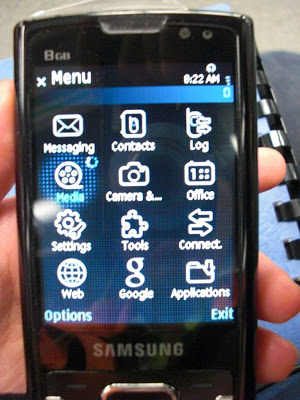 8GB
Menu
8:22 AM
Messaging Contacts Log
Media Camera &... Office
Settings Tools Connect.
Web Google Applications
Options Exit
SAMSUNG